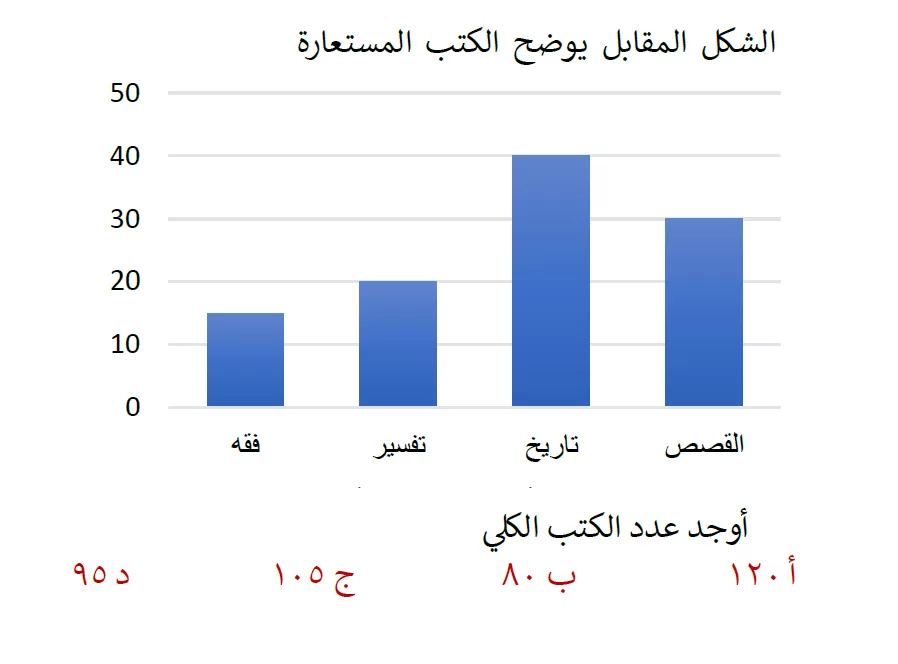 الشكل المقابل يوضح الكتب المستعارة
50
40
30
20
10
0
القصص تاريخ تفسير فقه
أوجد عدد الكتب الكلي
أ ١٢٠ ب ٨٠ ج ١٠٥ د ٩٥